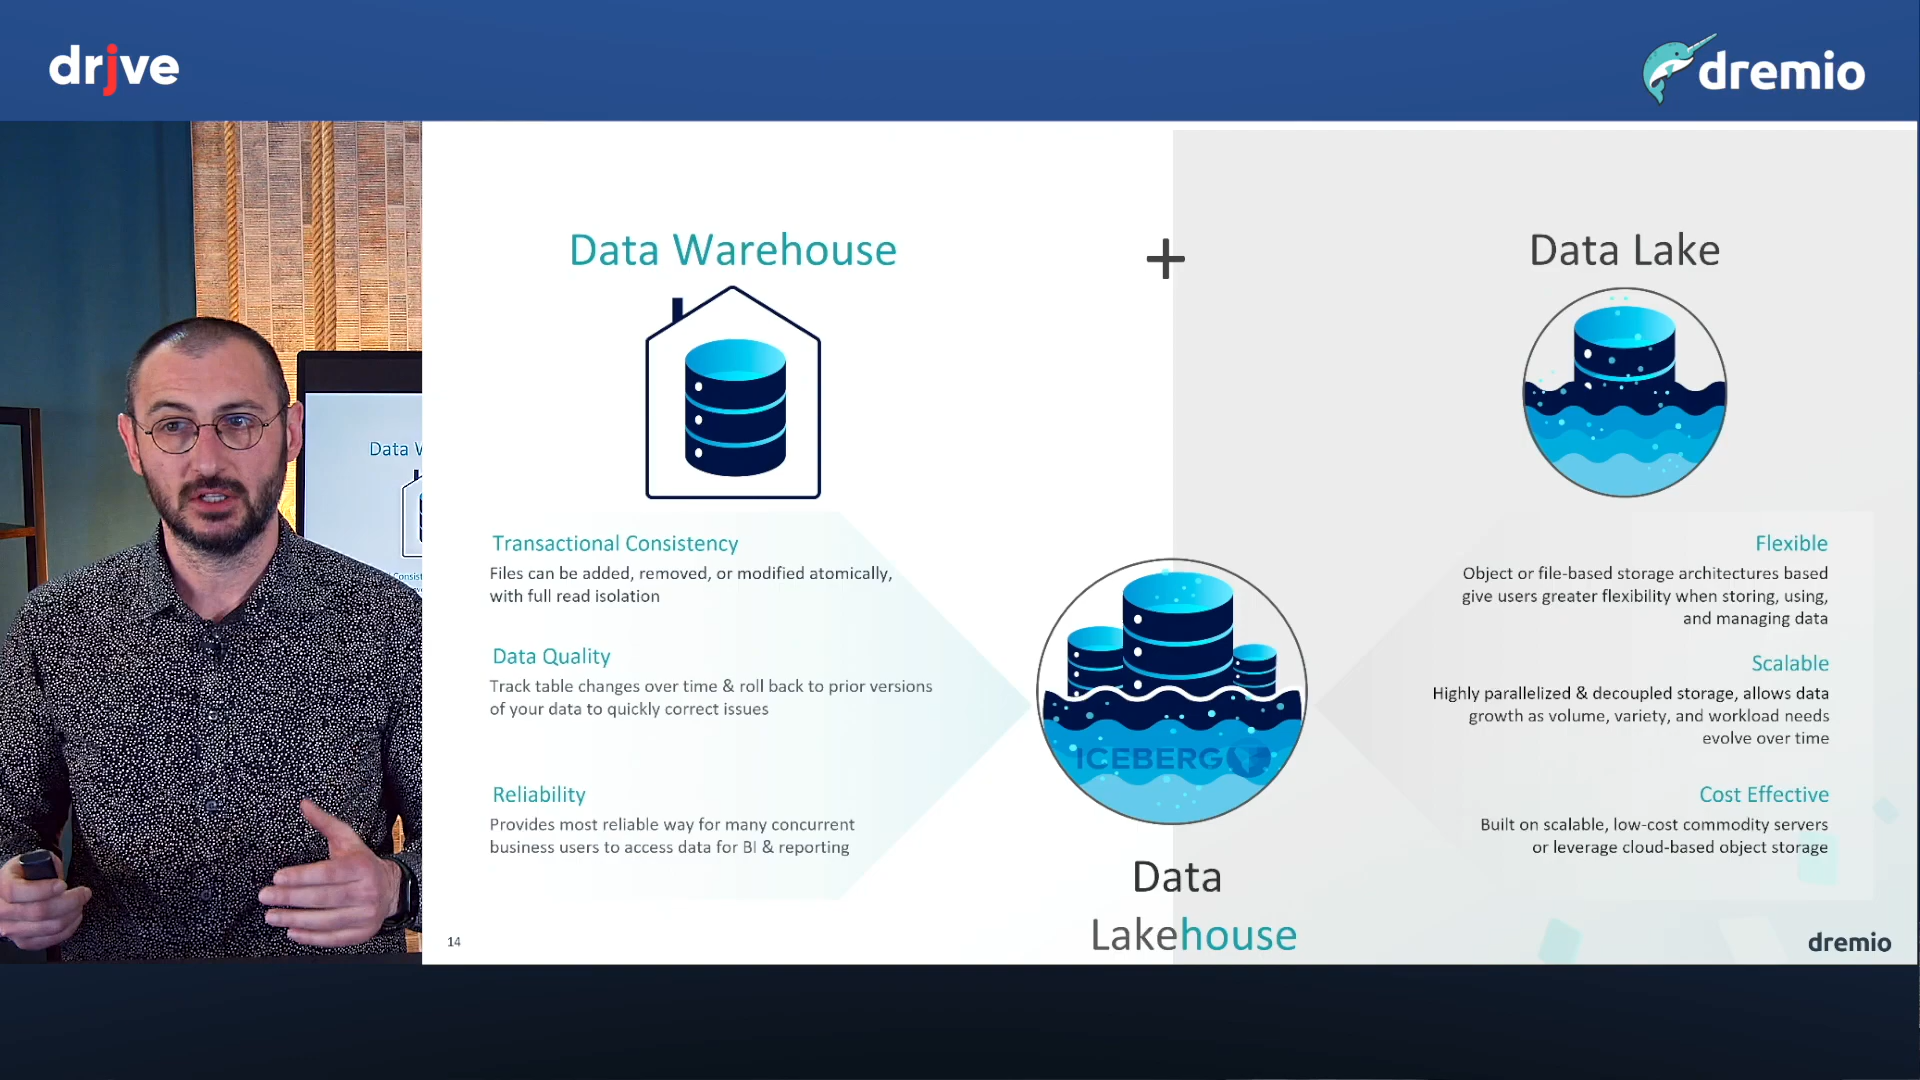 drive
dremio
Data Warehouse
+
Data Lake
Data W
Transactional Consistency
Files can be added, removed, or modified atomically,
with full read isolation
Data Quality
Track table changes over time & roll back to prior versions
of your data to quickly correct issues
Reliability
Provides most reliable way for many concurrent
business users to access data for BI & reporting
ICEBERG
Data
Lakehouse
Flexible
Object or file-based storage architectures based
give users greater flexibility when storing, using,
and managing data
Scalable
Highly parallelized & decoupled storage, allows data
growth as volume, variety, and workload needs
evolve over time
Cost Effective
Built on scalable, low-cost commodity servers
or leverage cloud-based object storage
14
dremio